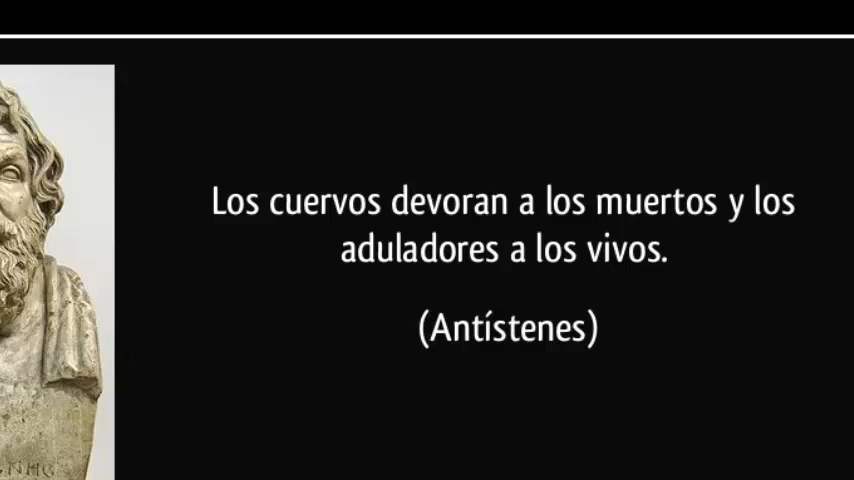 Los cuervos devoran a los muertos y los
aduladores a los vivos.
(Antístenes)